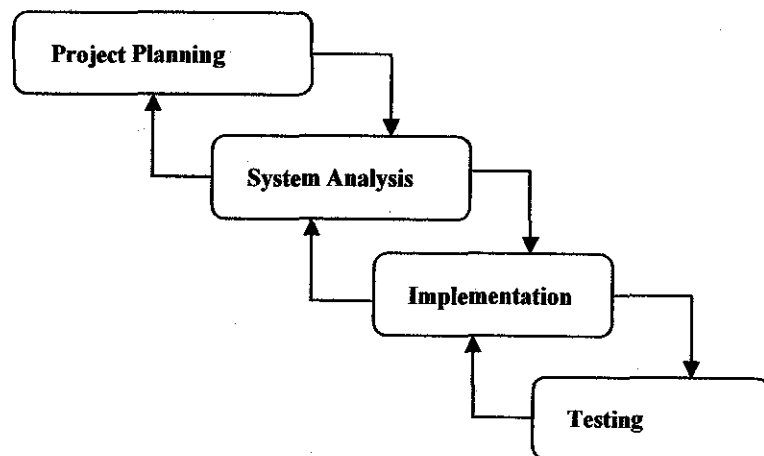 Project Planning
System Analysis
Implementation
Testing